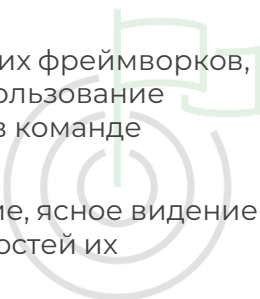 их фреймворков,
ользование
в команде
ие, ясное видение
остей их